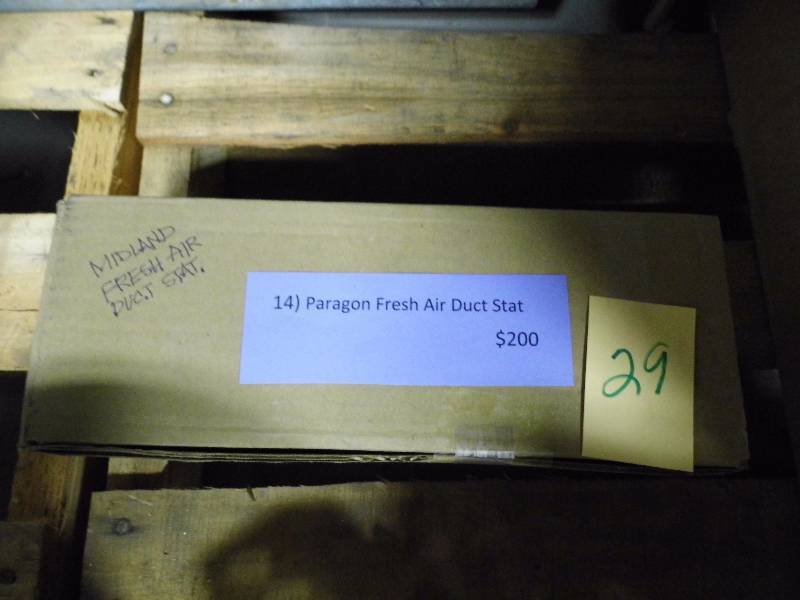 MIDLAND
FRESH AIR
DUCT STAT.
14) Paragon Fresh Air Duct Stat
$200
29